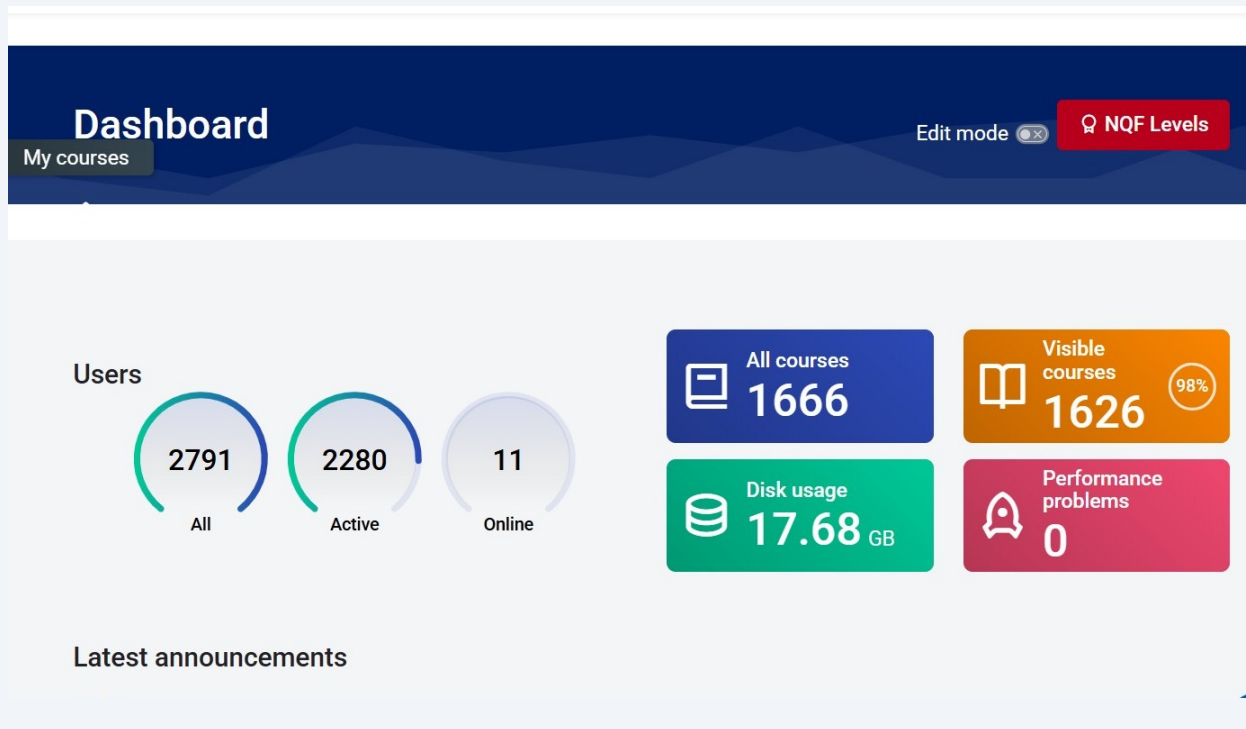 Dashboard
My courses
Edit mode
NQF Levels
Users
2791
All
2280
Active
11
Online
All courses
1666
Visible
courses
1626
98%
Disk usage
17.68 GB
Performance
problems
0
Latest announcements